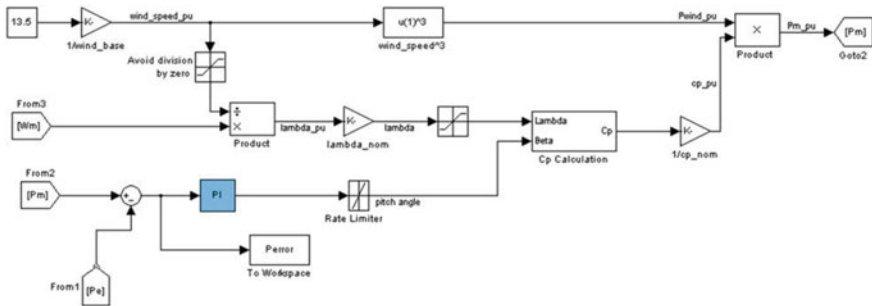 13.5
K-
1/wind_base
wind_speed_pu
u(1)^3
wind_speed^3
Pwind_pu
×
Product
Pm_pu
[Pm]
Goto2
Avoid division
by zero
cp_pu
From3
[Wm]
÷
×
Product
lambda_pu
K-
lambda_nom
lambda
Lambda
Beta
Cp
Cp Calculation
K-
1/cp_nom
From2
[Pm]
+
-
PI
Rate Limiter
pitch angle
Perror
To Workspace
From1
[Pe]